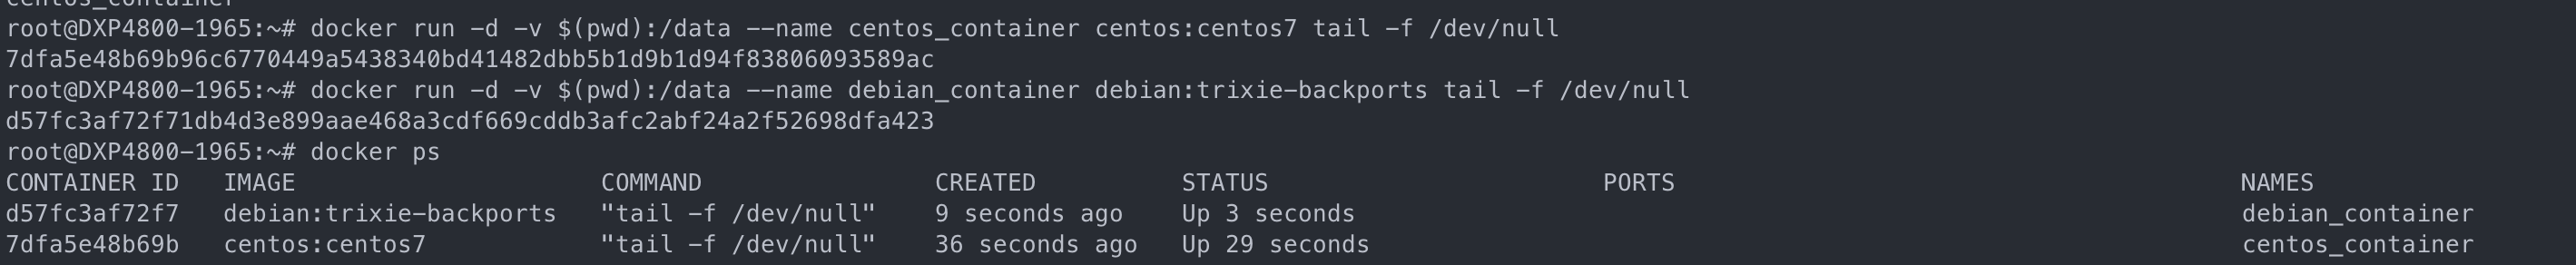 centos_container
root@DXP4800-1965:~# docker run -d -v $(pwd):/data --name centos_container centos:centos7 tail -f /dev/null
7dfa5e48b69b96c6770449a5438340bd41482dbb5b1d9b1d94f83806093589ac
root@DXP4800-1965:~# docker run -d -v $(pwd):/data --name debian_container debian:trixie-backports tail -f /dev/null
d57fc3af72f71db4d3e899aae468a3cdf669cddb3afc2abf24a2f52698dfa423
root@DXP4800-1965:~# docker ps
CONTAINER ID   IMAGE                     COMMAND                CREATED          STATUS                       PORTS                                       NAMES
d57fc3af72f7   debian:trixie-backports   "tail -f /dev/null"    9 seconds ago    Up 3 seconds                                                             debian_container
7dfa5e48b69b   centos:centos7            "tail -f /dev/null"    36 seconds ago   Up 29 seconds                                                            centos_container